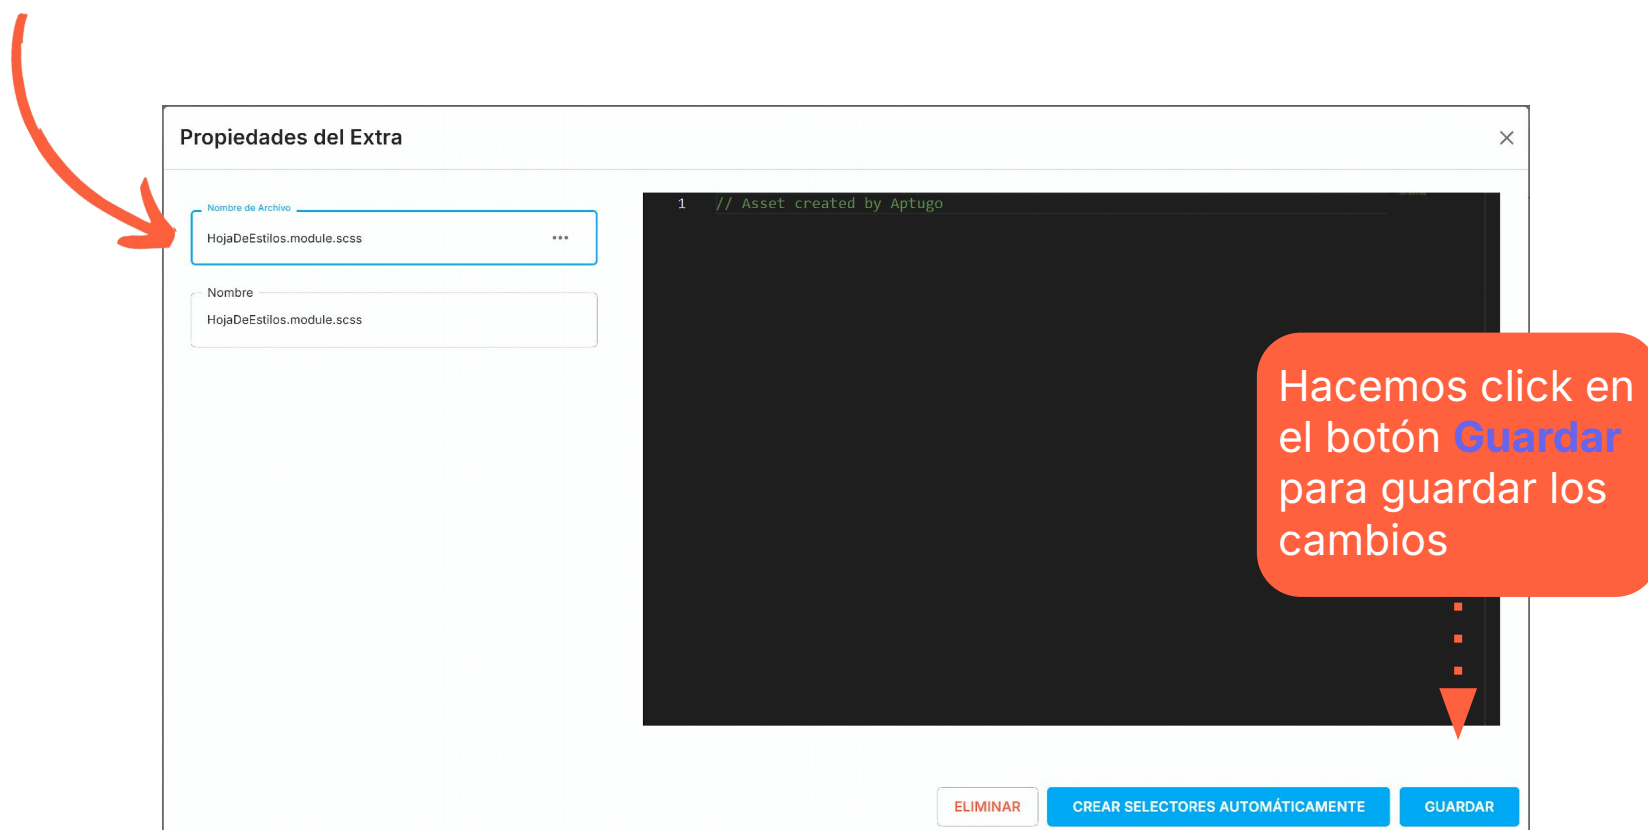 Propiedades del Extra
Nombre de Archivo
HojaDeEstilos.module.scss
Nombre
HojaDeEstilos.module.scss
1 // Asset created by Aptugo
Hacemos click en
el botón Guardar
para guardar los
cambios
ELIMINAR
CREAR SELECTORES AUTOMÁTICAMENTE
GUARDAR